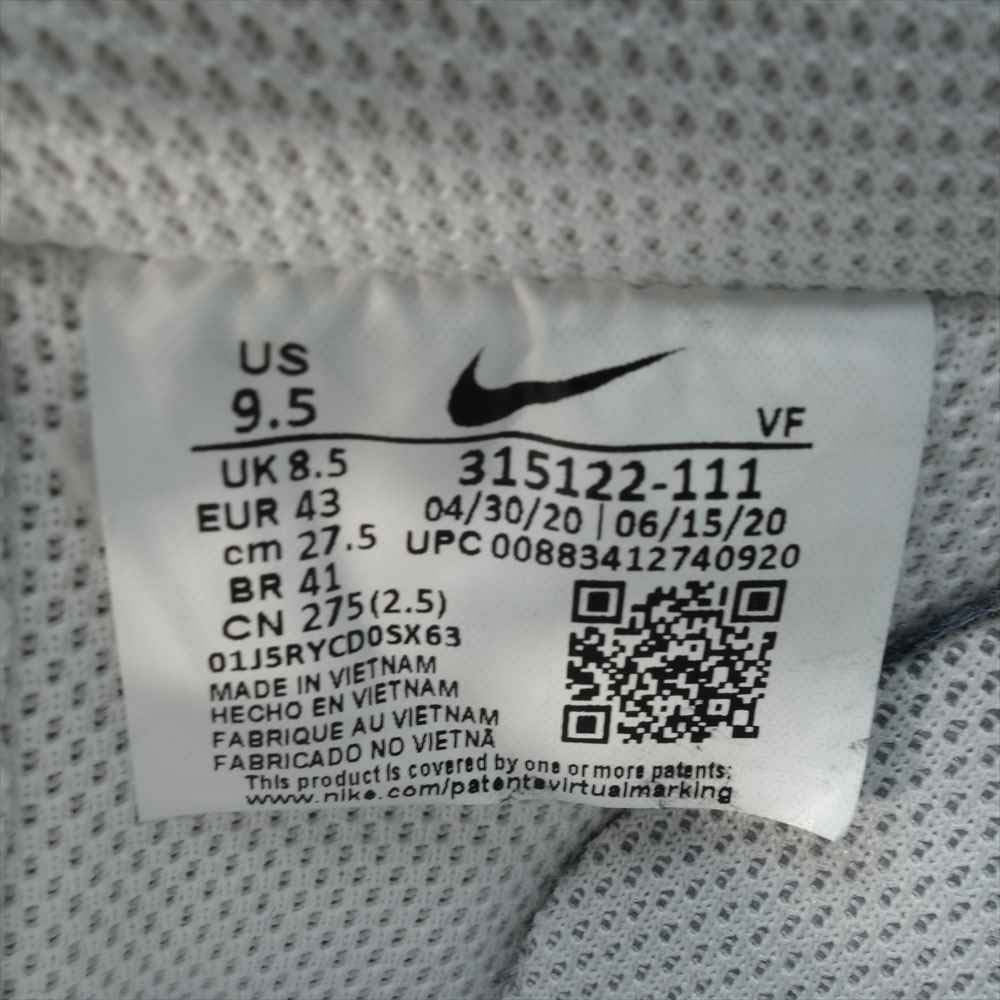 US
9.5
VF
UK 8.5
315122-111
EUR 43
04/30/20 | 06/15/20
cm 27.5
UPC 00883412740920
BR 41
CN 275(2.5)
01J5RYCD0SX63
MADE IN VIETNAM
HECHO EN VIETNAM
FABRIQUE AU VIETNAM
FABRICADO NO VIETNÃ
This product is covered by one or more patents;
www.nike.com/patentsvirtualmarking